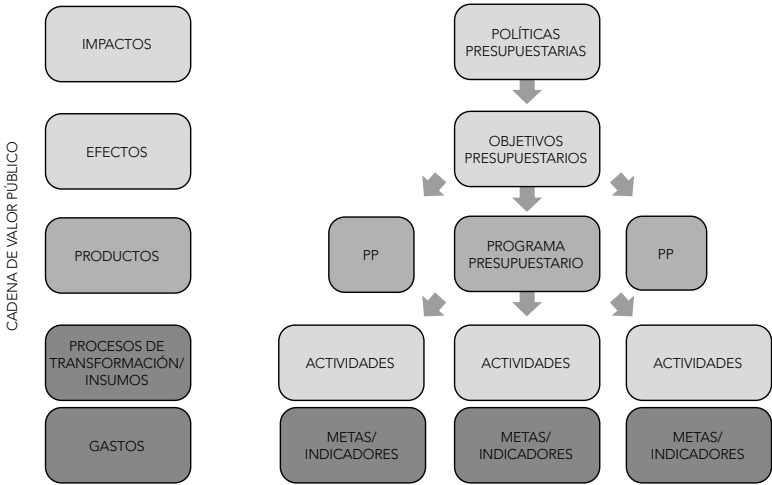 CADENA DE VALOR PÚBLICO
IMPACTOS
EFECTOS
PRODUCTOS
PROCESOS DE
TRANSFORMACIÓN/
INSUMOS
GASTOS
POLÍTICAS
PRESUPUESTARIAS
OBJETIVOS
PRESUPUESTARIOS
PP
PROGRAMA
PRESUPUESTARIO
PP
ACTIVIDADES
ACTIVIDADES
ACTIVIDADES
METAS/
INDICADORES
METAS/
INDICADORES
METAS/
INDICADORES